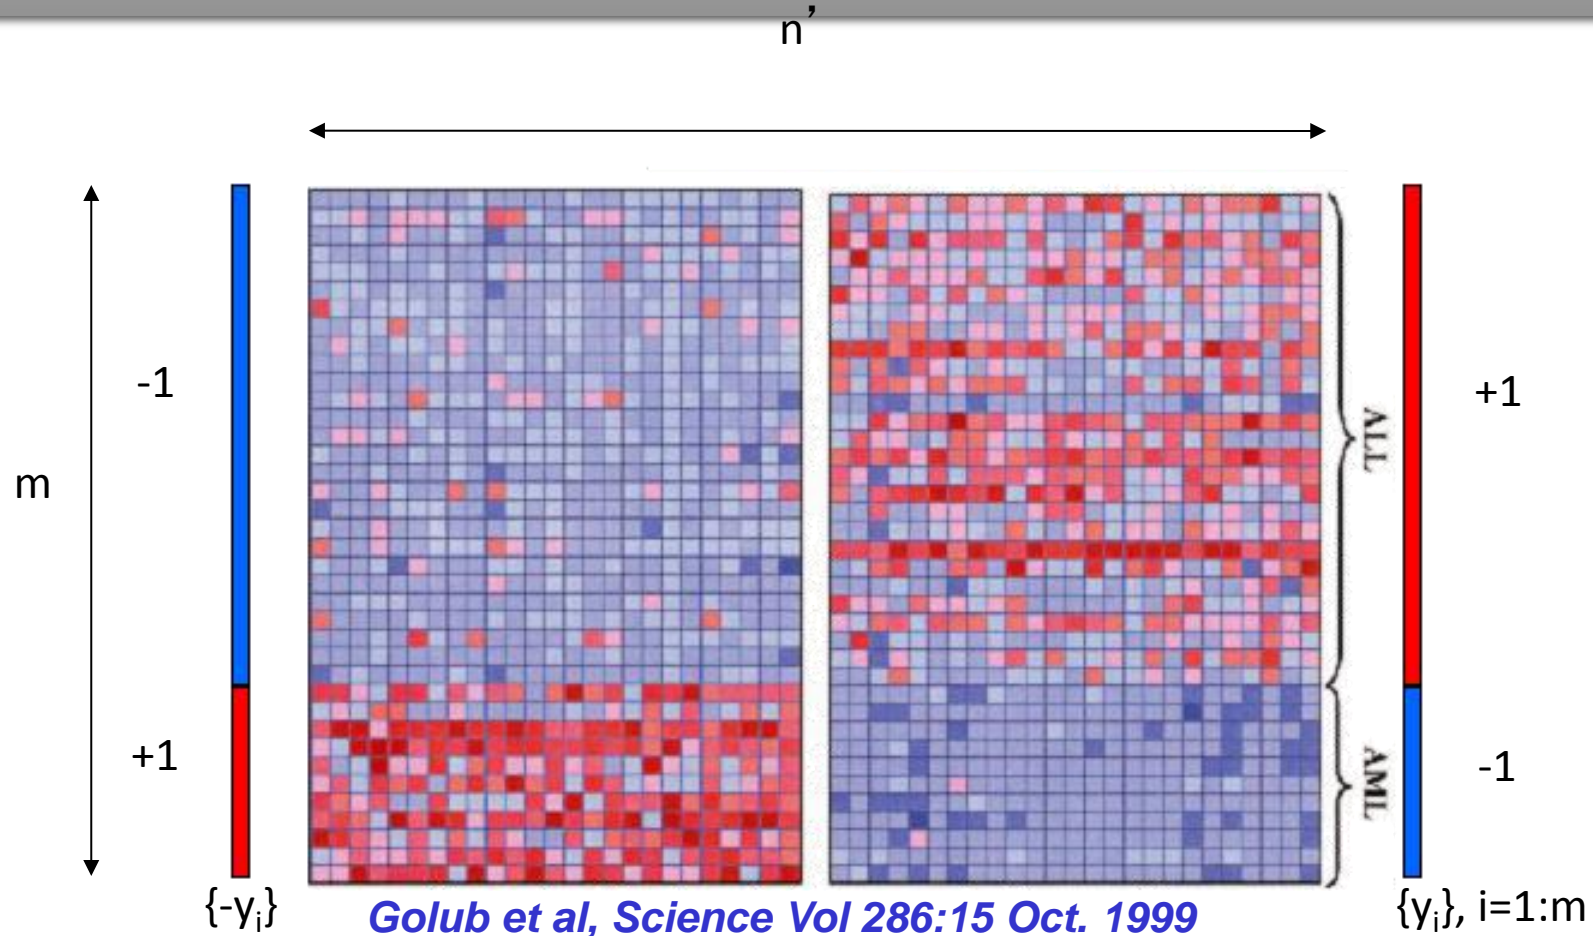 n’
-1
+1
m
ALL
+1
AML
-1
{-yᵢ}
Golub et al, Science Vol 286:15 Oct. 1999
{yᵢ}, i=1:m